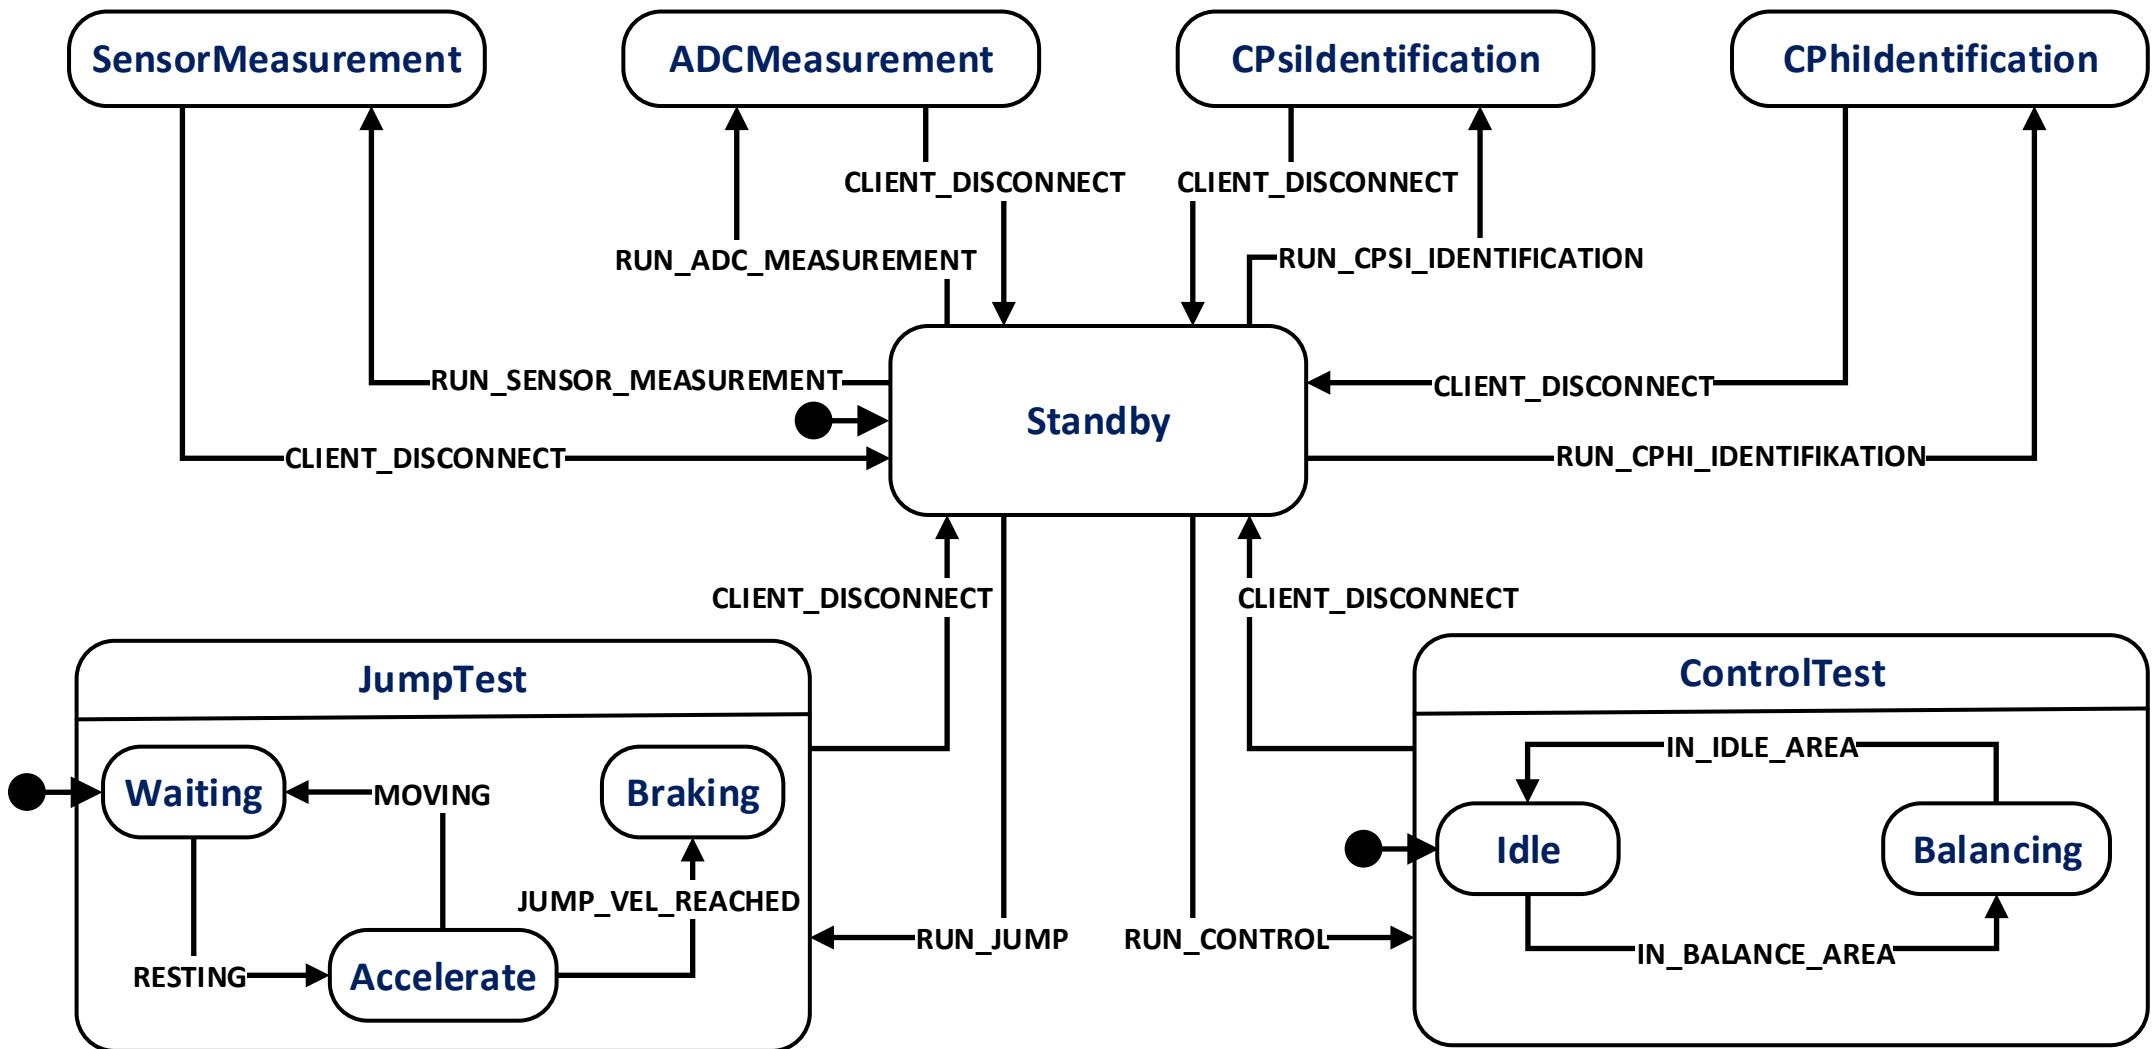 SensorMeasurement
ADCMeasurement
CPsiIdentification
CPhiIdentification
CLIENT_DISCONNECT
CLIENT_DISCONNECT
RUN_ADC_MEASUREMENT
RUN_CPSI_IDENTIFICATION
RUN_SENSOR_MEASUREMENT
CLIENT_DISCONNECT
Standby
CLIENT_DISCONNECT
RUN_CPHI_IDENTIFIKATION
CLIENT_DISCONNECT
CLIENT_DISCONNECT
JumpTest
ControlTest
Waiting
MOVING
Braking
IN_IDLE_AREA
Idle
Balancing
JUMP_VEL_REACHED
RUN_JUMP
RUN_CONTROL
IN_BALANCE_AREA
RESTING
Accelerate